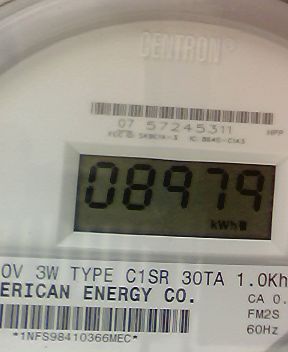 CENTRON®
07 57245311
08979
kWh
0V 3W TYPE C1SR 30TA 1.0Kh
ERICAN ENERGY CO.
CA 0.
FM2S
*1NFS98410366MEC*
60Hz